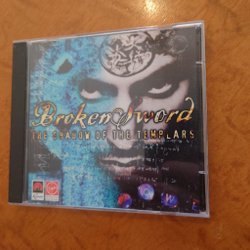 Broken Sword
THE SHADOW OF THE TEMPLARS